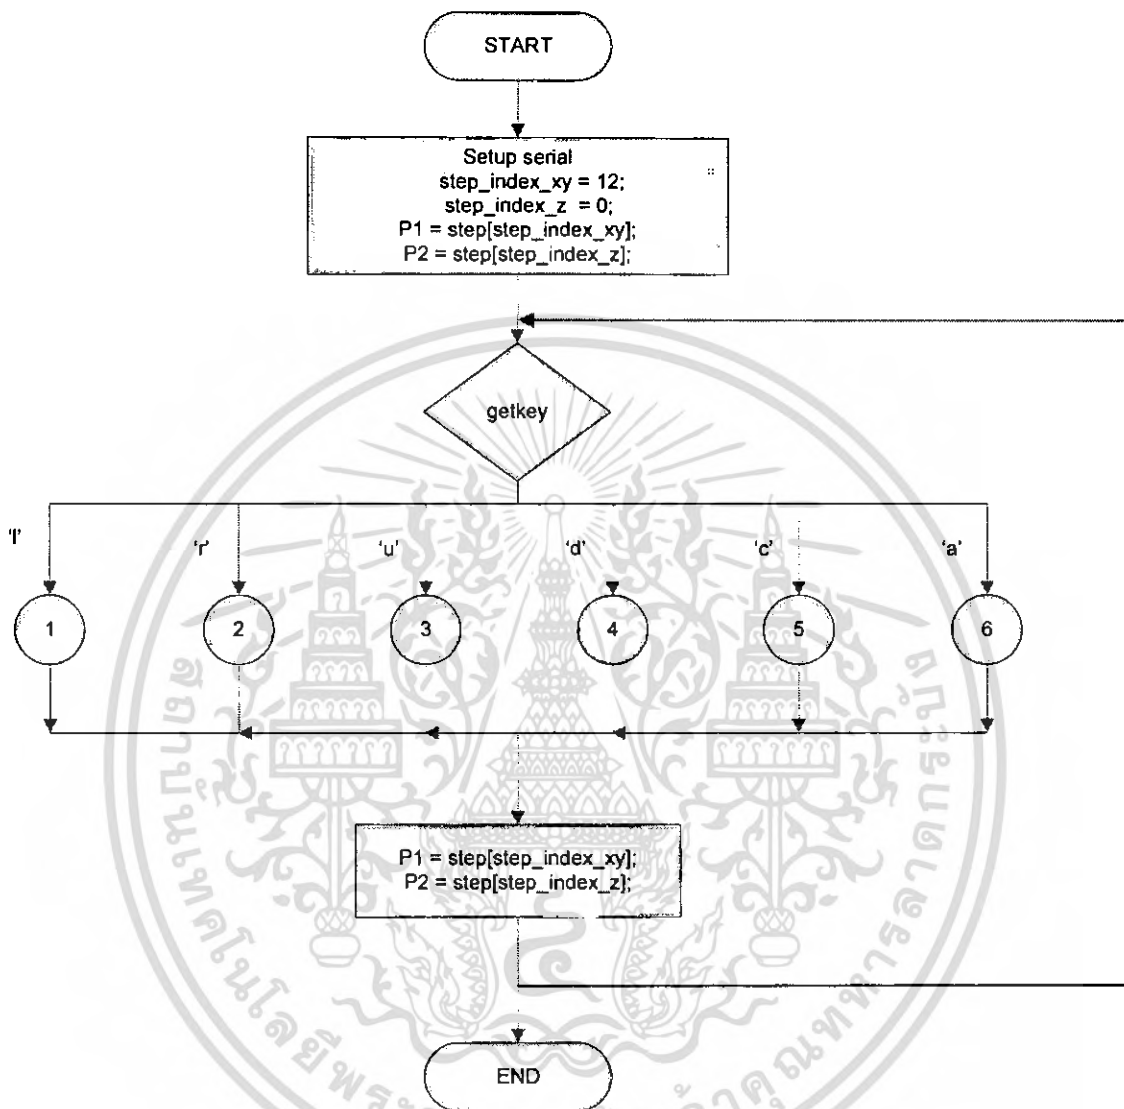 START
Setup serial
step_index_xy = 12;
step_index_z = 0;
P1 = step[step_index_xy];
P2 = step[step_index_z];
getkey
'l'
'r'
'u'
'd'
'c'
'a'
1
2
3
4
5
6
P1 = step[step_index_xy];
P2 = step[step_index_z];
END